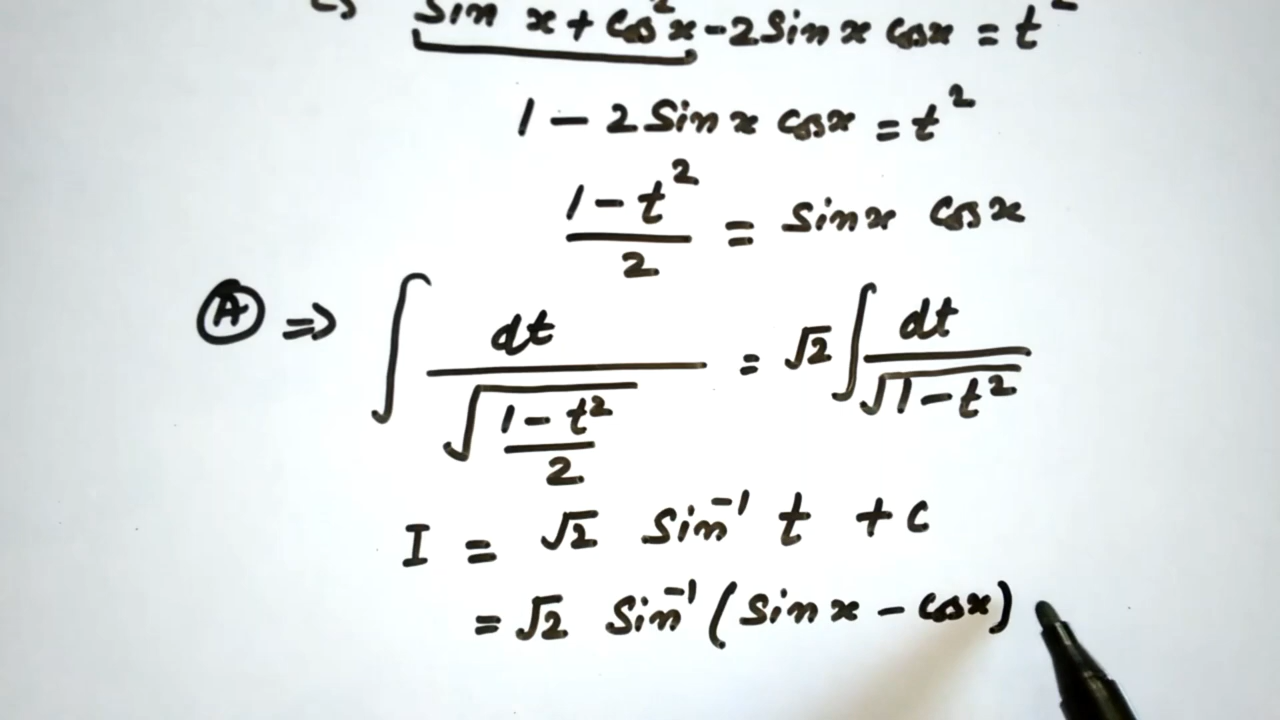 sin x + cos²x - 2 sin x cos x = t²
1 - 2 sin x cos x = t²
(1 - t²)/2 = sin x cos x
Ⓐ ⇒ ∫ dt/√((1 - t²)/2) = √2 ∫ dt/√(1 - t²)
I = √2 sin⁻¹ t + c
= √2 sin⁻¹ (sin x - cos x)